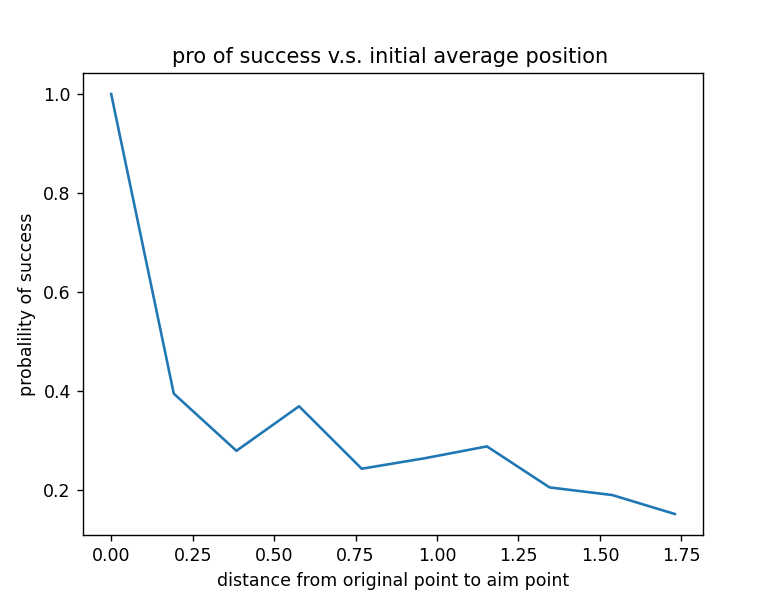 pro of success v.s. initial average position
1.0
0.8
0.6
0.4
0.2
probalility of success
0.00 0.25 0.50 0.75 1.00 1.25 1.50 1.75
distance from original point to aim point